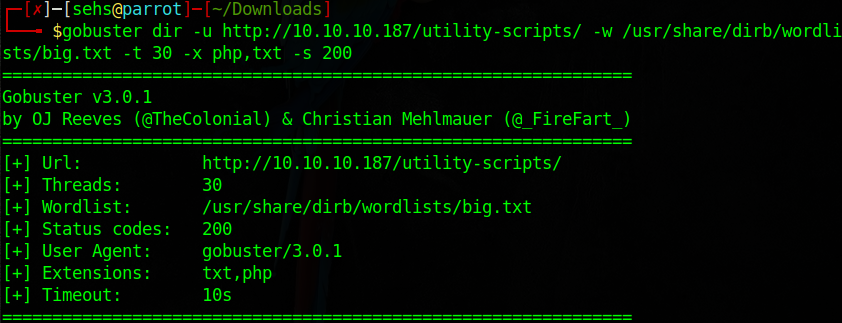 ┌─[✗]─[sehs@parrot]─[~/Downloads]
└──╼ $gobuster dir -u http://10.10.10.187/utility-scripts/ -w /usr/share/dirb/wordli
sts/big.txt -t 30 -x php,txt -s 200
===============================================================
Gobuster v3.0.1
by OJ Reeves (@TheColonial) & Christian Mehlmauer (@_FireFart_)
===============================================================
[+] Url:            http://10.10.10.187/utility-scripts/
[+] Threads:        30
[+] Wordlist:       /usr/share/dirb/wordlists/big.txt
[+] Status codes:   200
[+] User Agent:     gobuster/3.0.1
[+] Extensions:     txt,php
[+] Timeout:        10s
===============================================================